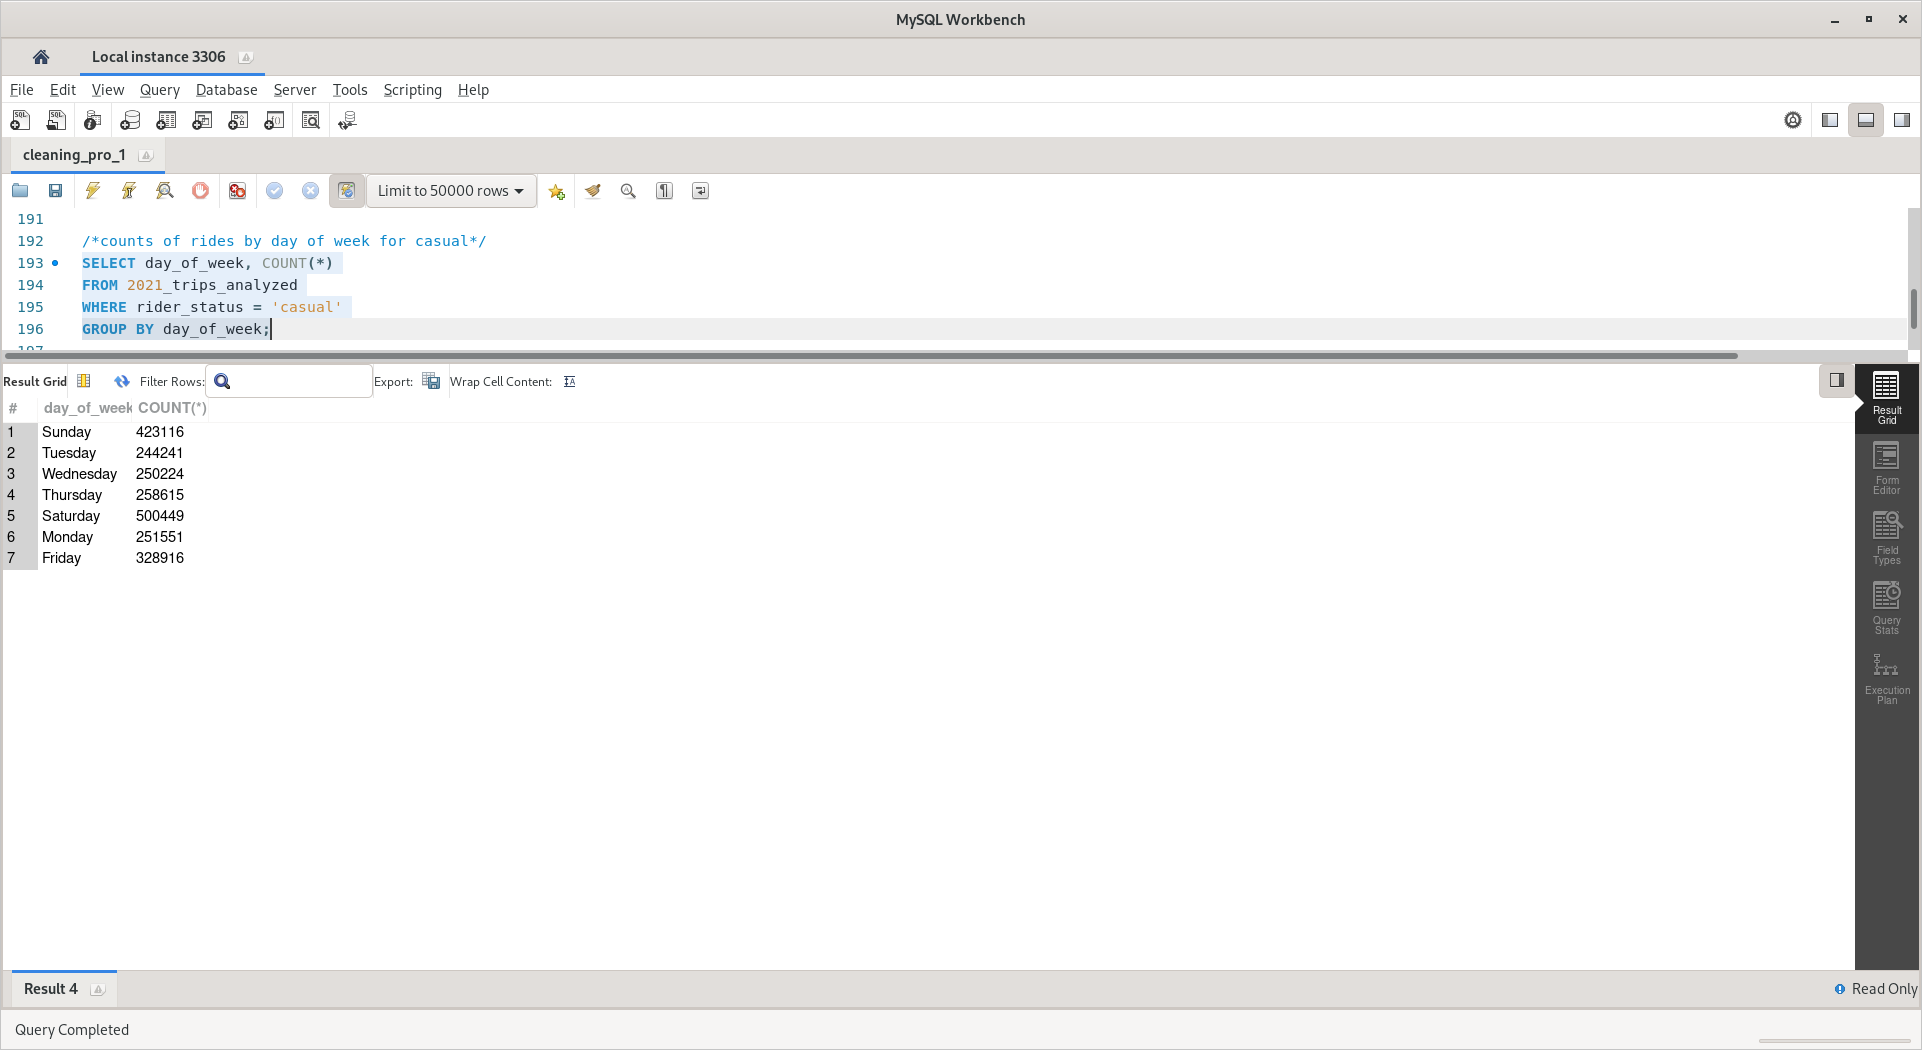 MySQL Workbench
Local instance 3306
File Edit View Query Database Server Tools Scripting Help
cleaning_pro_1
Limit to 50000 rows
191
192 /*counts of rides by day of week for casual*/
193 SELECT day_of_week, COUNT(*)
194 FROM 2021_trips_analyzed
195 WHERE rider_status = 'casual'
196 GROUP BY day_of_week;
197
Result Grid Filter Rows: Export: Wrap Cell Content:
# day_of_week COUNT(*)
1 Sunday 423116
2 Tuesday 244241
3 Wednesday 250224
4 Thursday 258615
5 Saturday 500449
6 Monday 251551
7 Friday 328916
Result
Grid
Form
Editor
Field
Types
Query
Stats
Execution
Plan
Result 4
Read Only
Query Completed